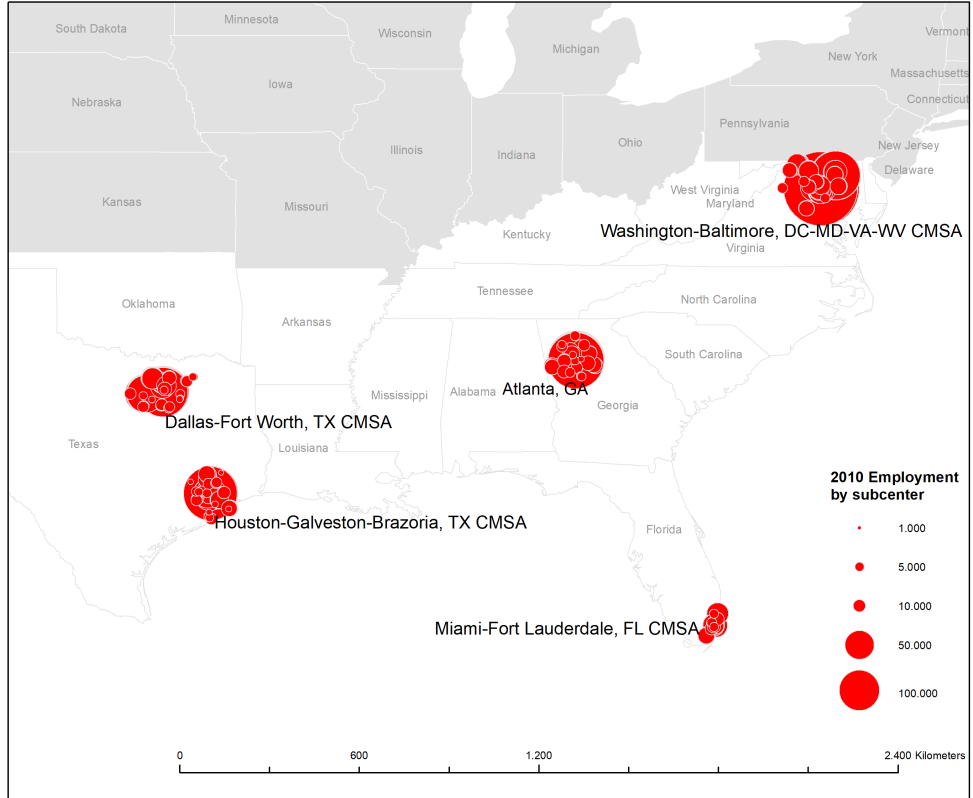 South Dakota
Minnesota
Wisconsin
Michigan
Vermont
New York
Massachusetts
Connecticut
Nebraska
Iowa
Illinois
Indiana
Ohio
Pennsylvania
New Jersey
Delaware
Kansas
Missouri
West Virginia
Maryland
Washington-Baltimore, DC-MD-VA-WV CMSA
Kentucky
Virginia
Oklahoma
Tennessee
North Carolina
Arkansas
South Carolina
Mississippi
Alabama
Atlanta, GA
Georgia
Dallas-Fort Worth, TX CMSA
Texas
Louisiana
Houston-Galveston-Brazoria, TX CMSA
Florida
Miami-Fort Lauderdale, FL CMSA
2010 Employment
by subcenter
1.000
5.000
10.000
50.000
100.000
0 600 1.200 2.400 Kilometers